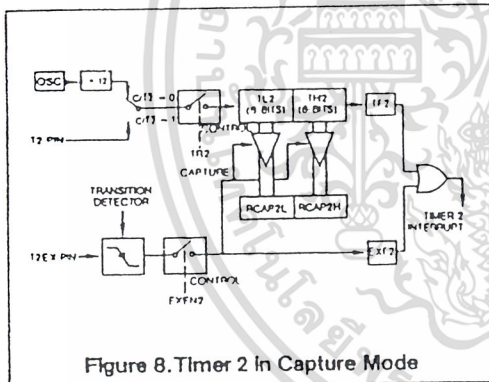 OSC
÷ 12
C/T2 = 0
C/T2 = 1
T2 PIN
CONTROL
TR2
CAPTURE
TL2
(8 BITS)
TH2
(8 BITS)
TF2
RCAP2L
RCAP2H
TRANSITION
DETECTOR
T2EX PIN
CONTROL
EXEN2
EXF2
TIMER 2
INTERRUPT
Figure 8.Timer 2 in Capture Mode